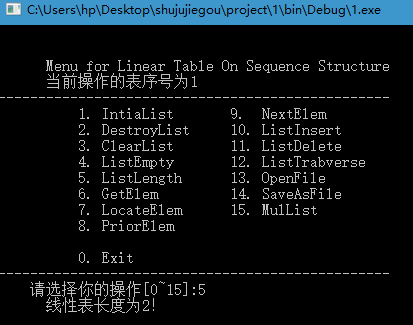 C:\Users\hp\Desktop\shujujiegou\project\1\bin\Debug\1.exe
Menu for Linear Table On Sequence Structure
当前操作的表序号为1
1. IntiaList 9. NextElem
2. DestroyList 10. ListInsert
3. ClearList 11. ListDelete
4. ListEmpty 12. ListTrabverse
5. ListLength 13. OpenFile
6. GetElem 14. SaveAsFile
7. LocateElem 15. MulList
8. PriorElem
0. Exit
请选择你的操作[0~15]:5
线性表长度为2!